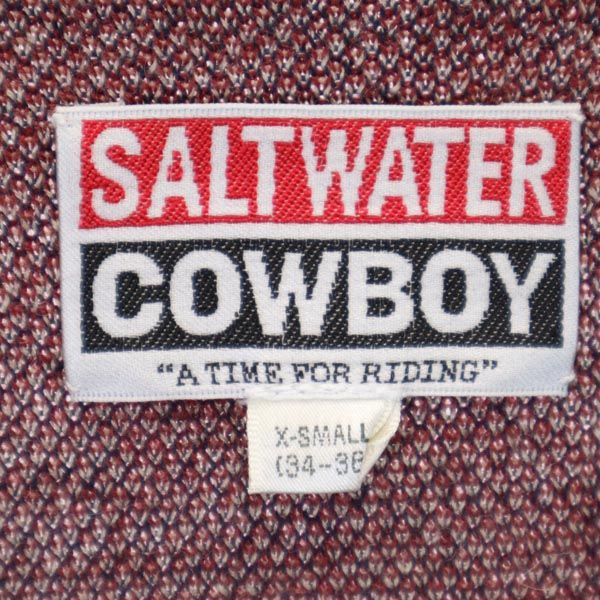 SALTWATER
COWBOY
"A TIME FOR RIDING"
X-SMALL
(34-36